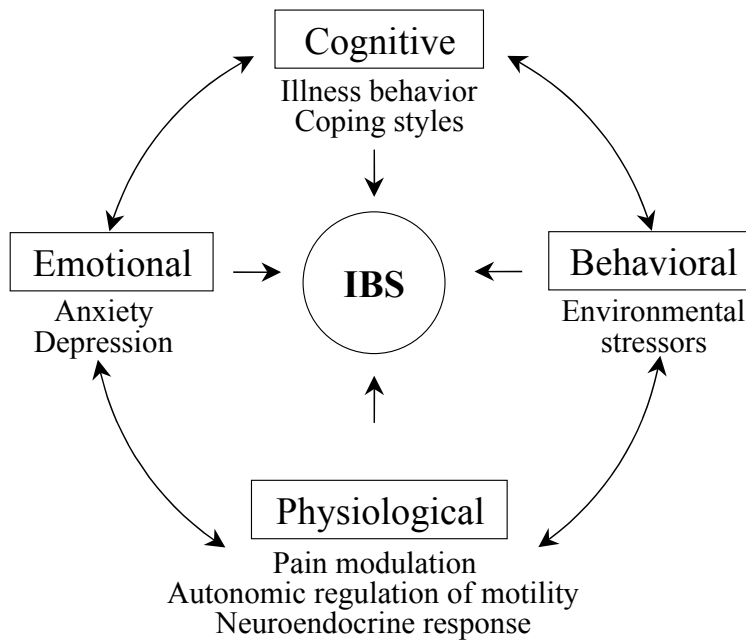 Cognitive
Illness behavior
Coping styles
Emotional
Anxiety
Depression
IBS
Behavioral
Environmental
stressors
Physiological
Pain modulation
Autonomic regulation of motility
Neuroendocrine response